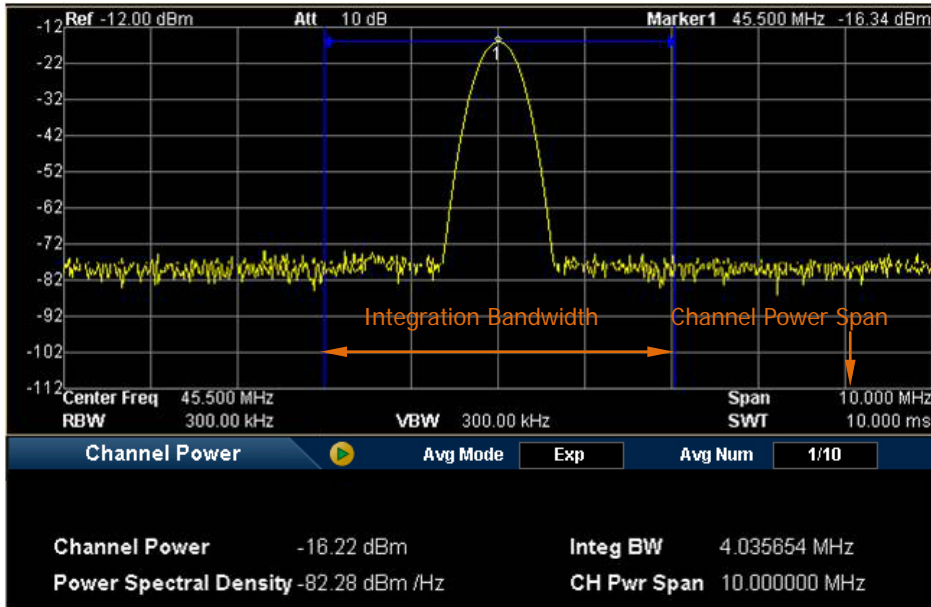 Ref -12.00 dBm Att 10 dB Marker1 45.500 MHz -16.34 dBm
-12
1
-22
-32
-42
-52
-62
-72
-82
-92
Integration Bandwidth Channel Power Span
-102
-112
Center Freq 45.500 MHz Span 10.000 MHz
RBW 300.00 kHz VBW 300.00 kHz SWT 10.000 ms
Channel Power Avg Mode Exp Avg Num 1/10
Channel Power -16.22 dBm Integ BW 4.035654 MHz
Power Spectral Density -82.28 dBm /Hz CH Pwr Span 10.000000 MHz